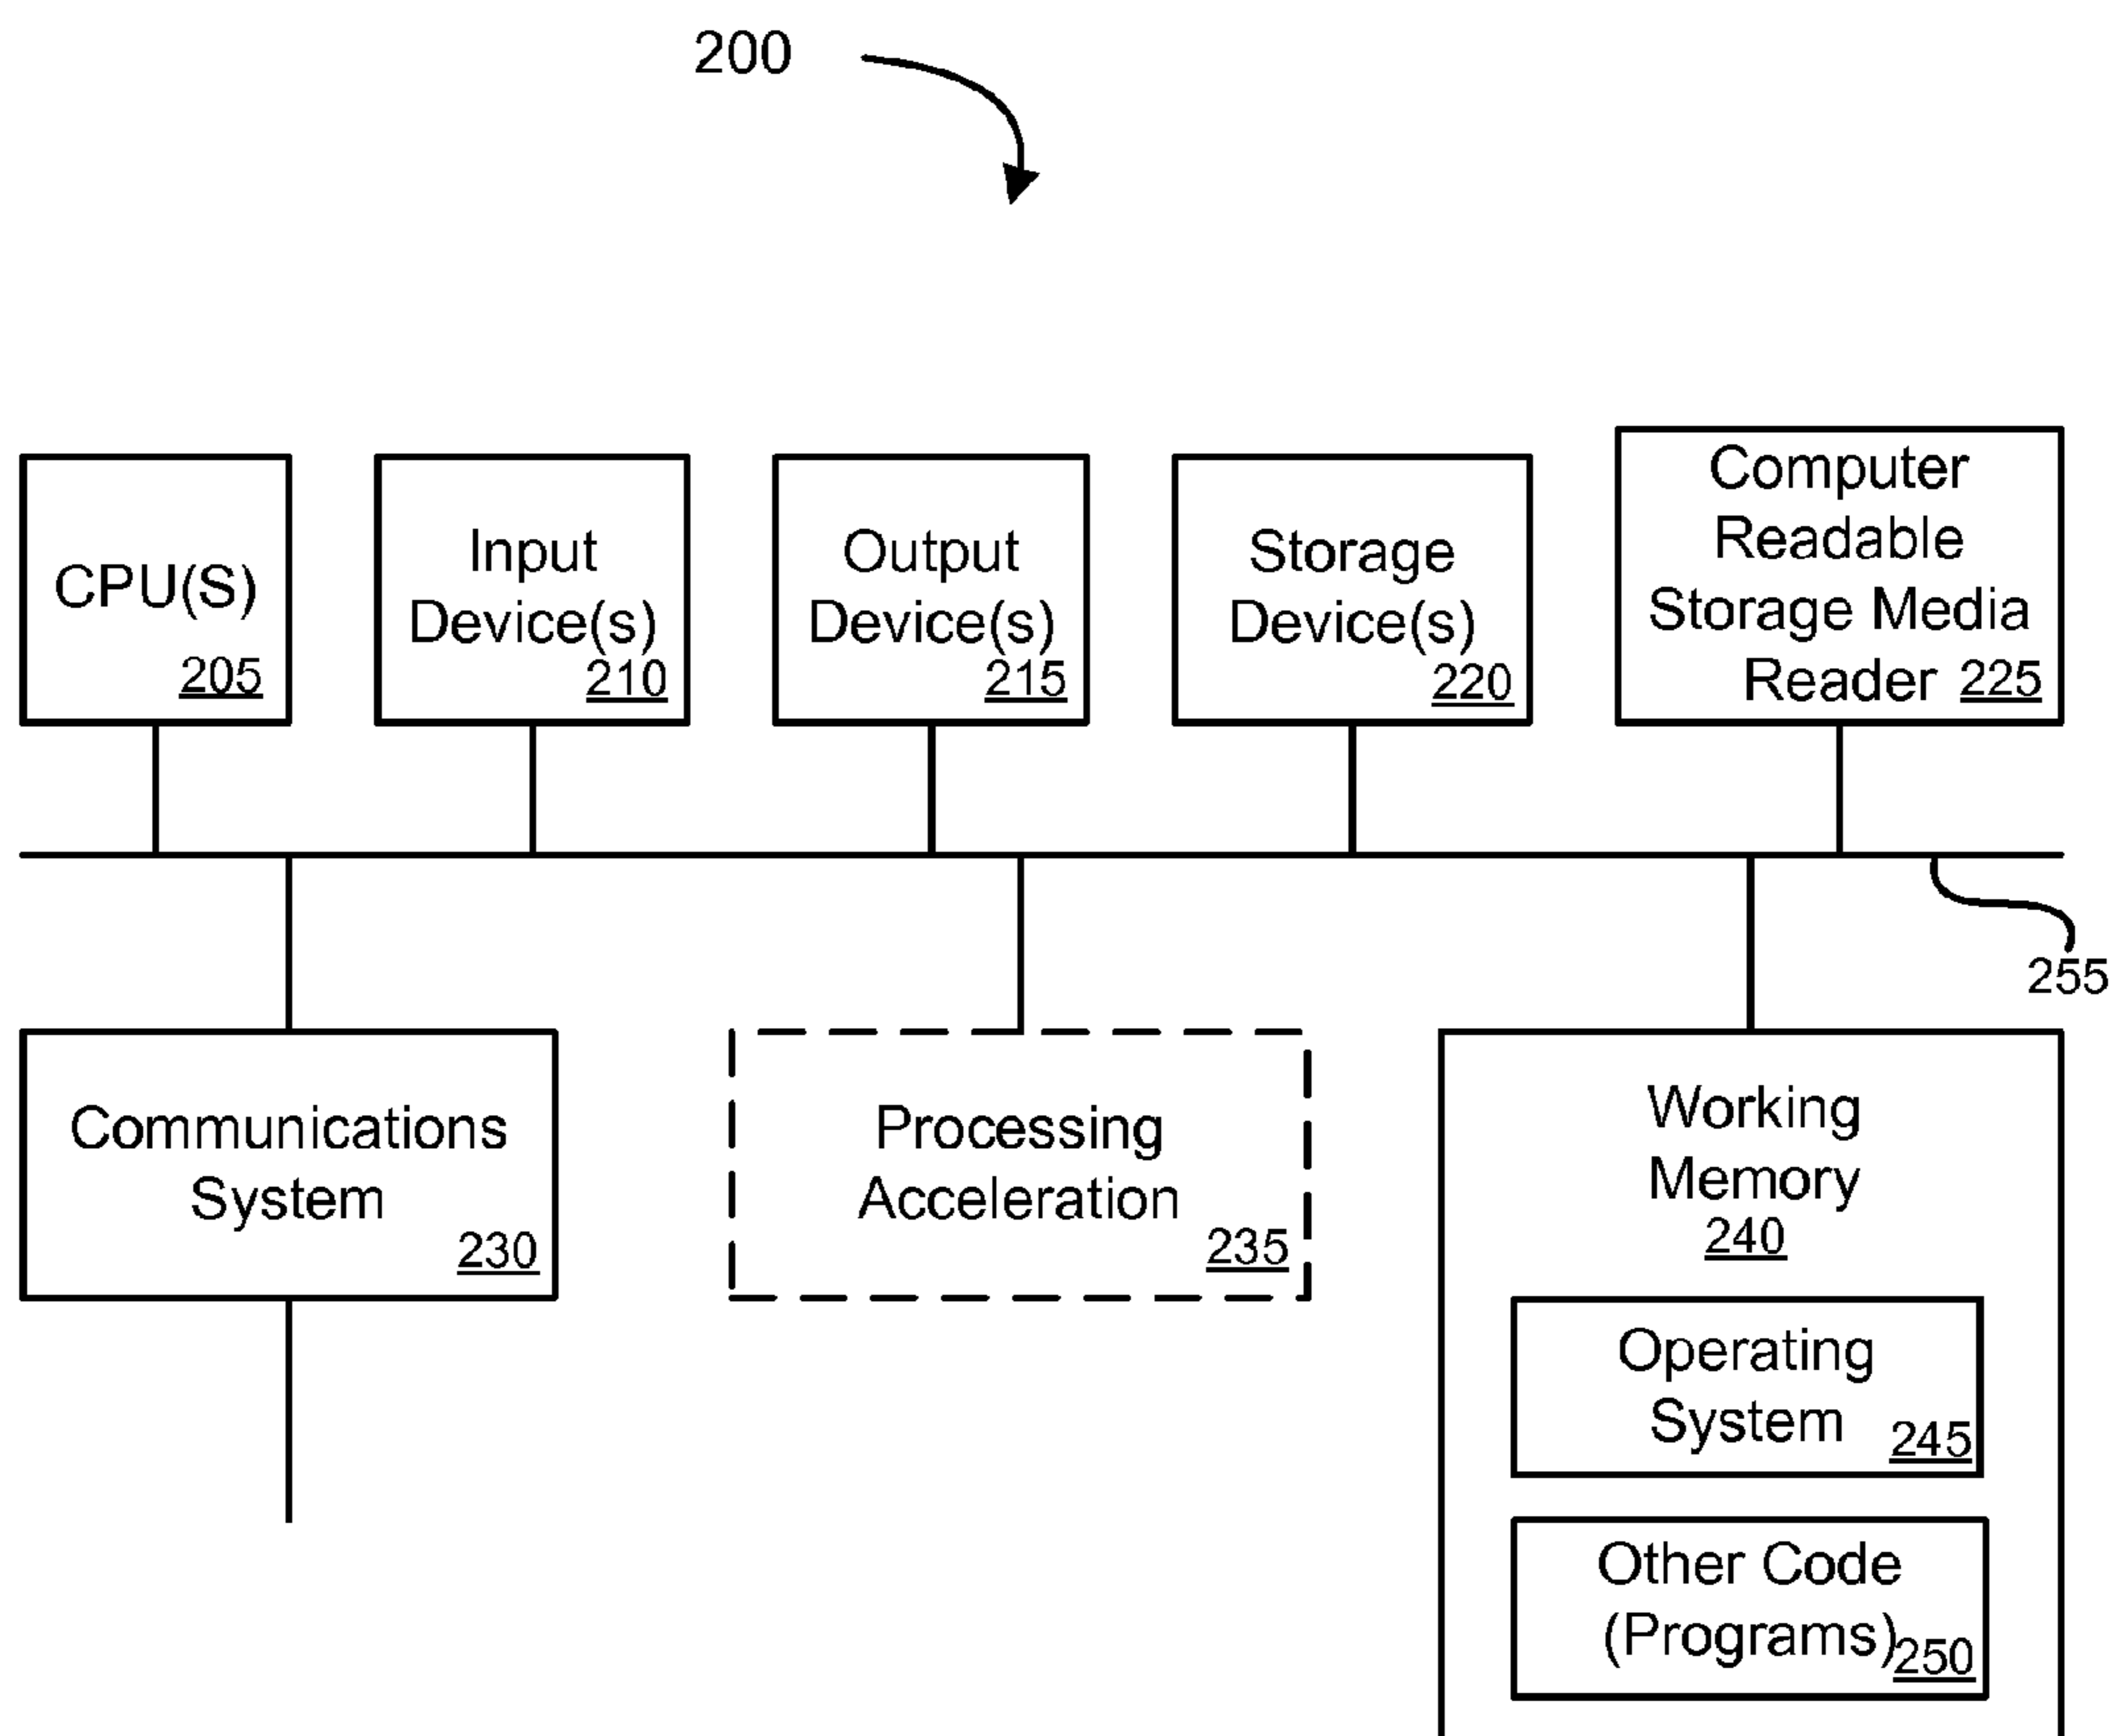 200
CPU(S)
205
Input
Device(s)
210
Output
Device(s)
215
Storage
Device(s)
220
Computer
Readable
Storage Media
Reader 225
255
Communications
System
230
Processing
Acceleration
235
Working
Memory
240
Operating
System
245
Other Code
(Programs)
250